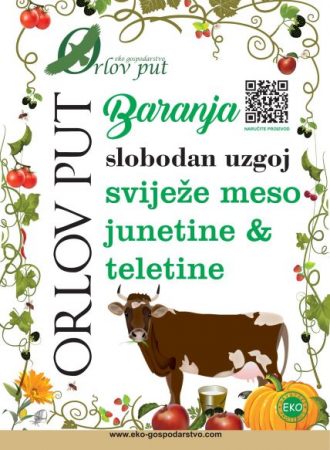 eko gospodarstvo
Orlov put
ORLOV PUT
Baranja
NARUČITE PROIZVOD
slobodan uzgoj
sviježe meso
junetine &
teletine
EKO
www.eko-gospodarstvo.com